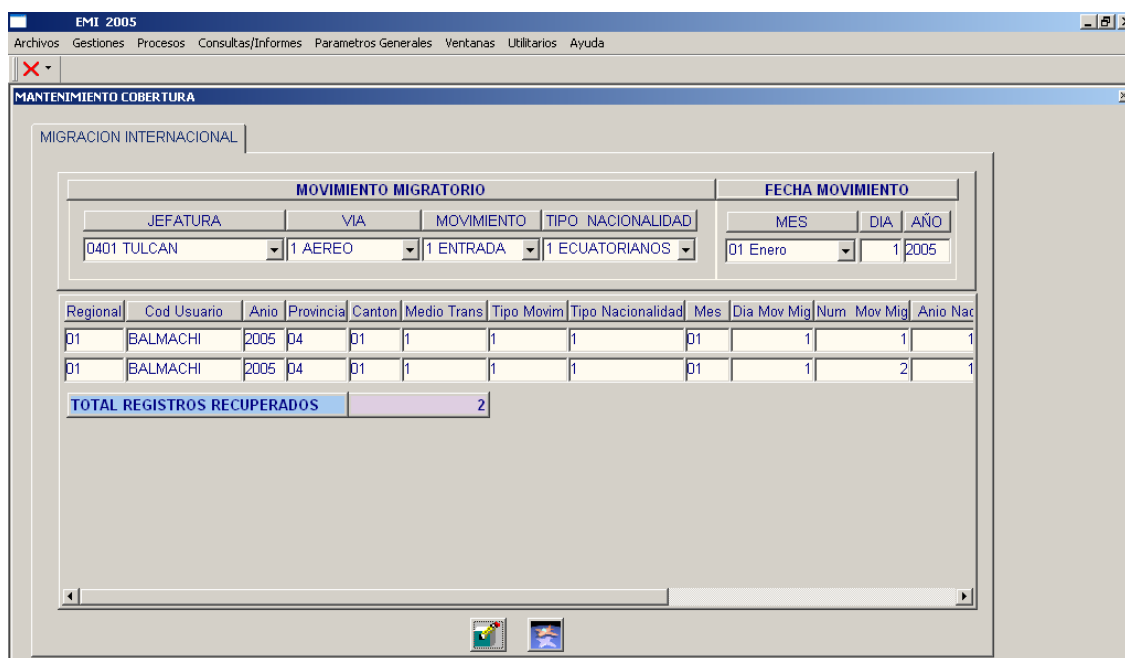 EMI 2005
Archivos Gestiones Procesos Consultas/Informes Parametros Generales Ventanas Utilitarios Ayuda
MANTENIMIENTO COBERTURA
MIGRACION INTERNACIONAL
MOVIMIENTO MIGRATORIO FECHA MOVIMIENTO
JEFATURA VIA MOVIMIENTO TIPO NACIONALIDAD MES DIA AÑO
0401 TULCAN 1 AEREO 1 ENTRADA 1 ECUATORIANOS 01 Enero 1 2005
Regional Cod Usuario Anio Provincia Canton Medio Trans Tipo Movim Tipo Nacionalidad Mes Dia Mov Mig Num Mov Mig Anio Nac
01 BALMACHI 2005 04 01 1 1 1 01 1 1 1
01 BALMACHI 2005 04 01 1 1 1 01 1 2 1
TOTAL REGISTROS RECUPERADOS 2